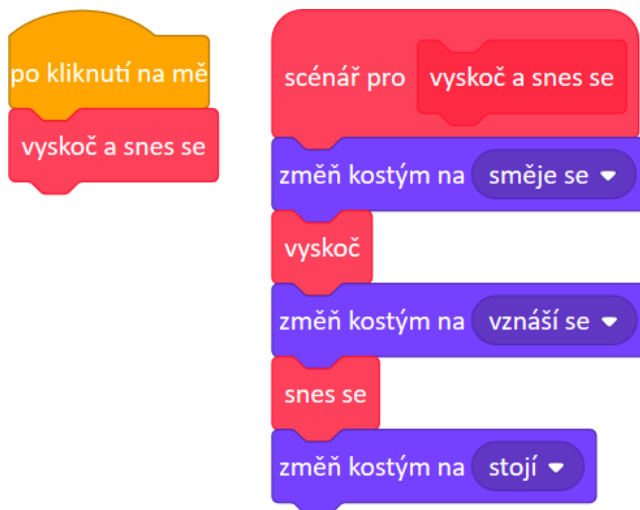 po kliknutí na mě
vyskoč a snes se
scénář pro vyskoč a snes se
změň kostým na směje se
vyskoč
změň kostým na vznáší se
snes se
změň kostým na stojí